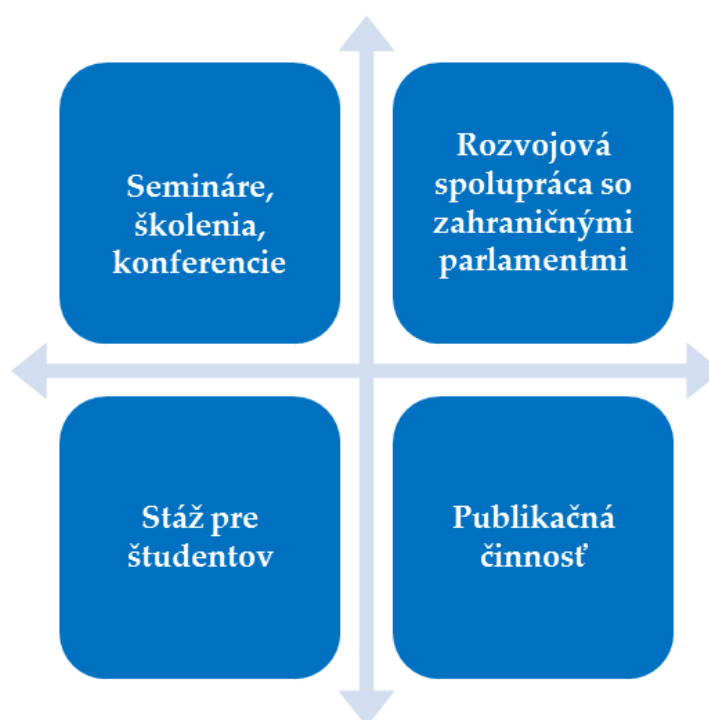 Semináre,
školenia,
konferencie
Rozvojová
spolupráca so
zahraničnými
parlamentmi
Stáž pre
študentov
Publikačná
činnosť